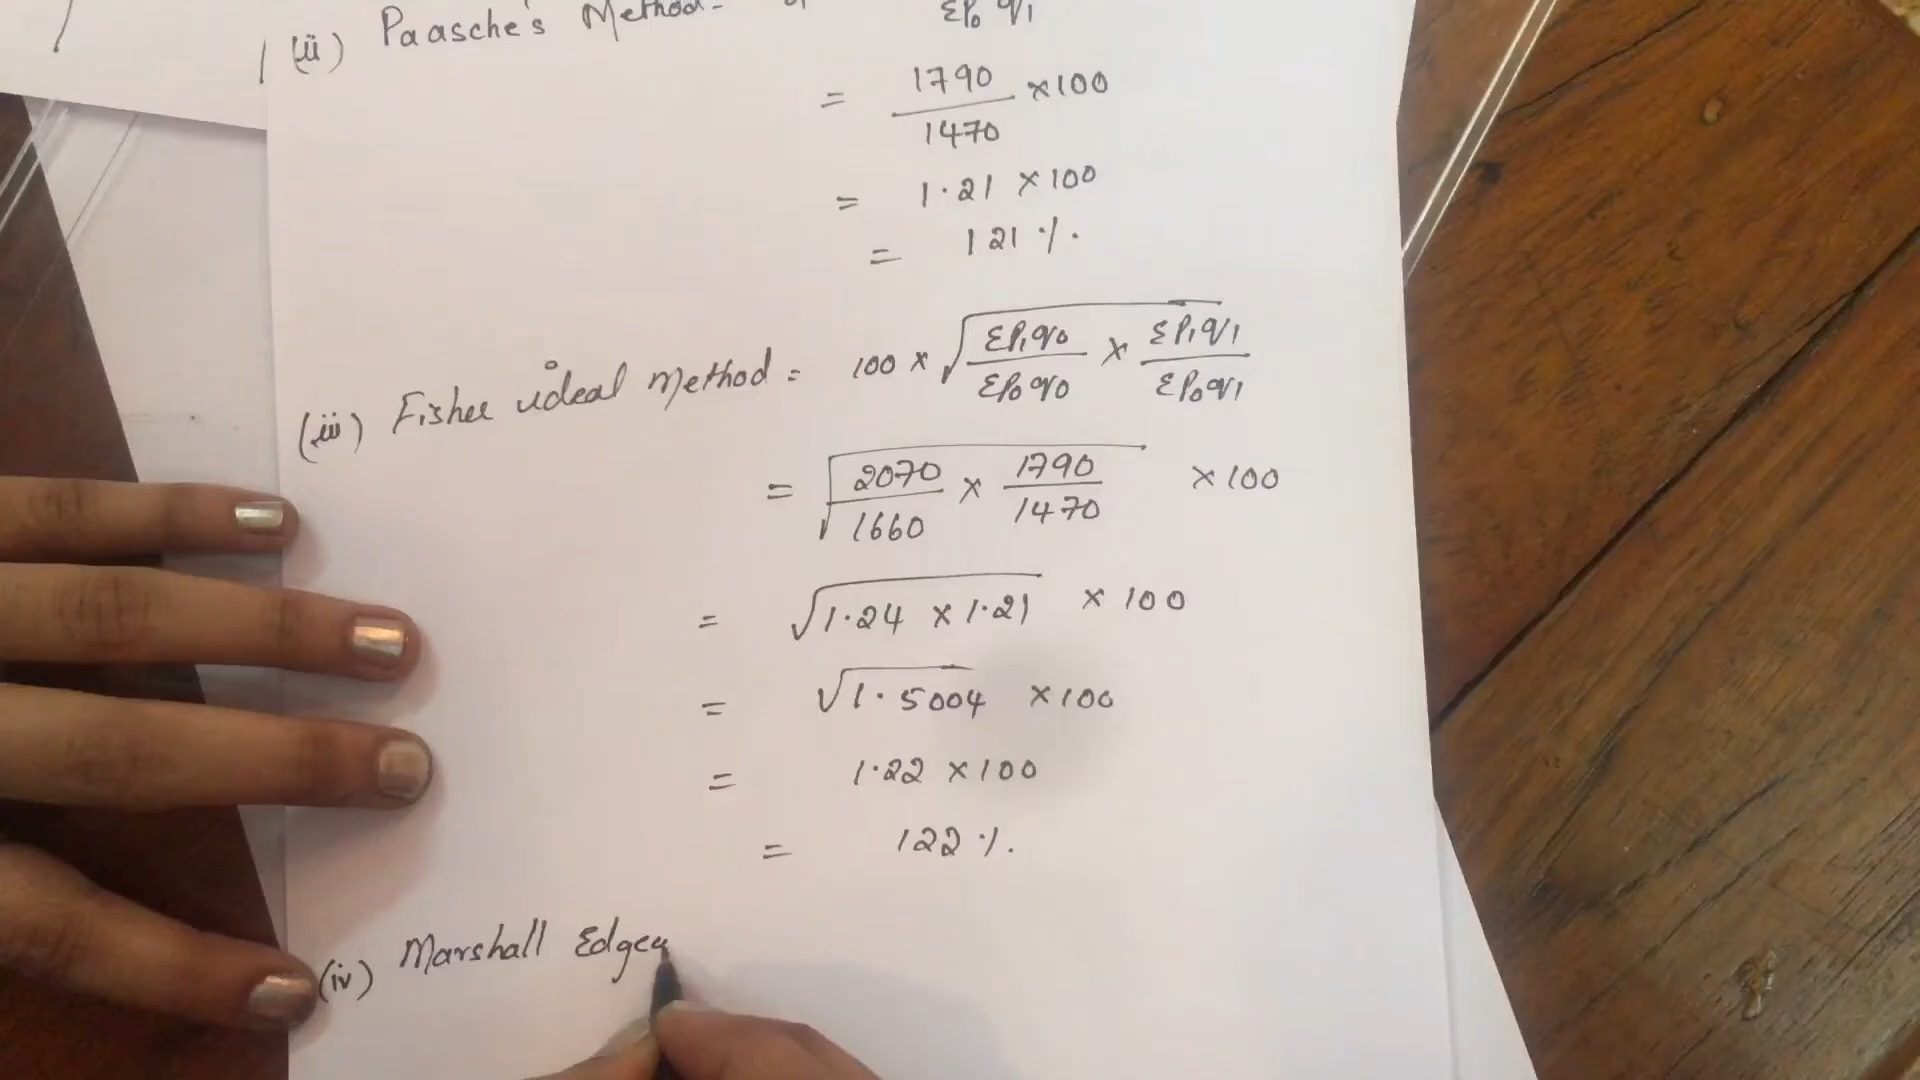 (ii) Paasche's Method =
ΣP₀ q₁
= 1790/1470 ×100
= 1.21 ×100
= 121 %.
(iii) Fisher ideal Method = 100 × √(ΣP₁q₀/ΣP₀q₀ × ΣP₁q₁/ΣP₀q₁)
= √(2070/1660 × 1790/1470) ×100
= √(1.24 × 1.21) × 100
= √1.5004 ×100
= 1.22 ×100
= 122 %.
(iv) Marshall Edge